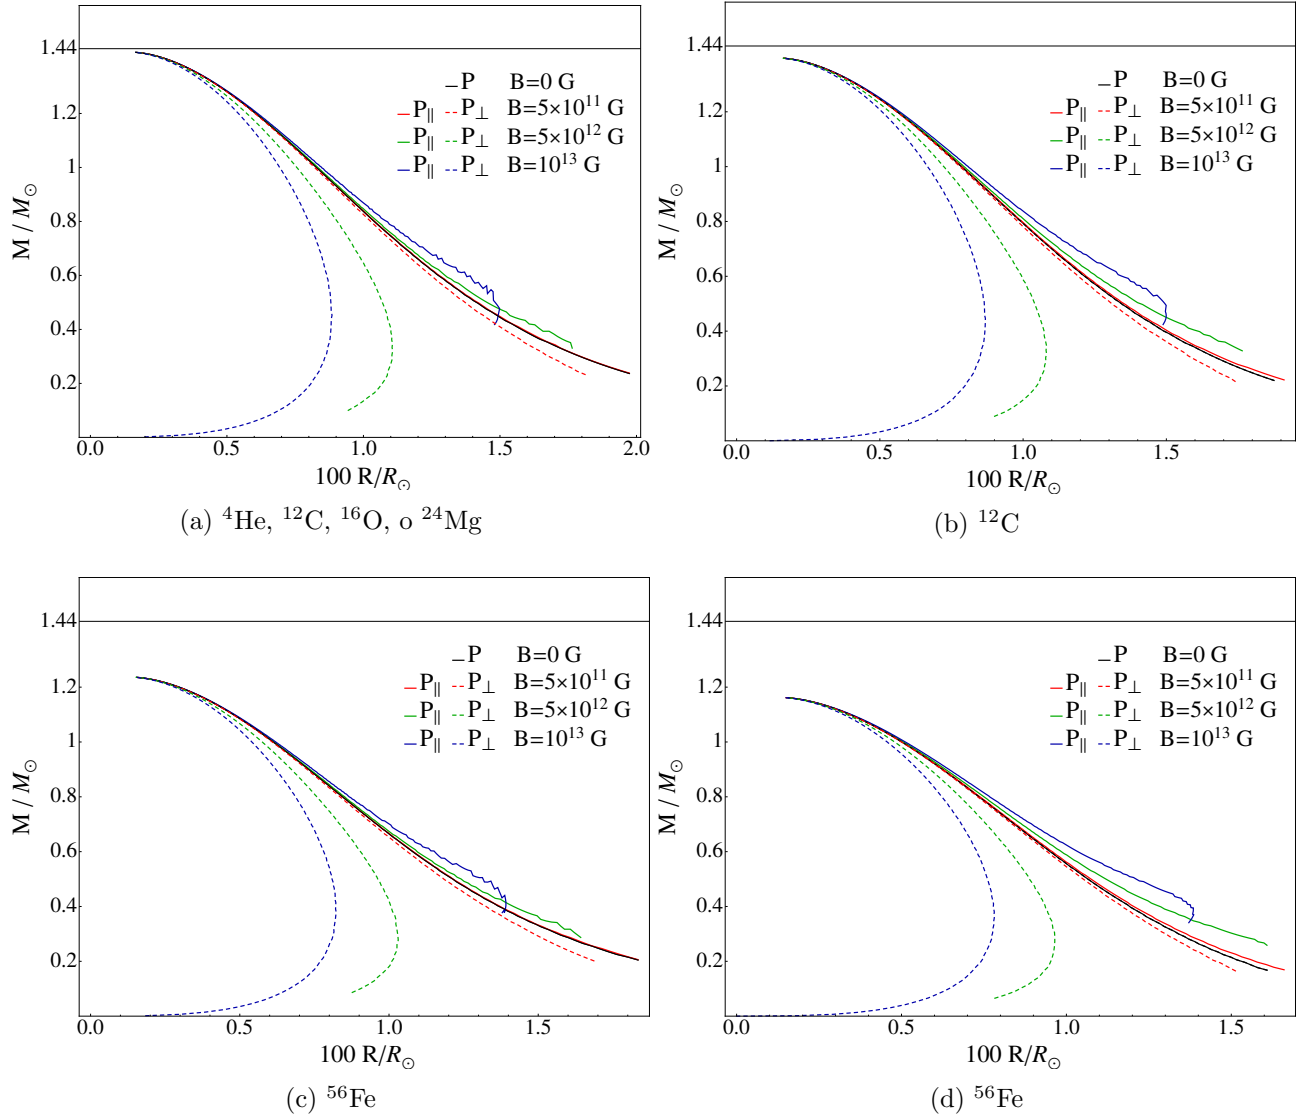 1.44
1.2
1
0.8
0.6
0.4
0.2
M / M☉
P B=0 G
P∥ P⊥ B=5×10¹¹ G
P∥ P⊥ B=5×10¹² G
P∥ P⊥ B=10¹³ G
0.0 0.5 1.0 1.5 2.0
100 R/R☉
(a) ⁴He, ¹²C, ¹⁶O, o ²⁴Mg
1.44
1.2
1
0.8
0.6
0.4
0.2
M / M☉
P B=0 G
P∥ P⊥ B=5×10¹¹ G
P∥ P⊥ B=5×10¹² G
P∥ P⊥ B=10¹³ G
0.0 0.5 1.0 1.5
100 R/R☉
(b) ¹²C
1.44
1.2
1
0.8
0.6
0.4
0.2
M / M☉
P B=0 G
P∥ P⊥ B=5×10¹¹ G
P∥ P⊥ B=5×10¹² G
P∥ P⊥ B=10¹³ G
0.0 0.5 1.0 1.5
100 R/R☉
(c) ⁵⁶Fe
1.44
1.2
1
0.8
0.6
0.4
0.2
M / M☉
P B=0 G
P∥ P⊥ B=5×10¹¹ G
P∥ P⊥ B=5×10¹² G
P∥ P⊥ B=10¹³ G
0.0 0.5 1.0 1.5
100 R/R☉
(d) ⁵⁶Fe